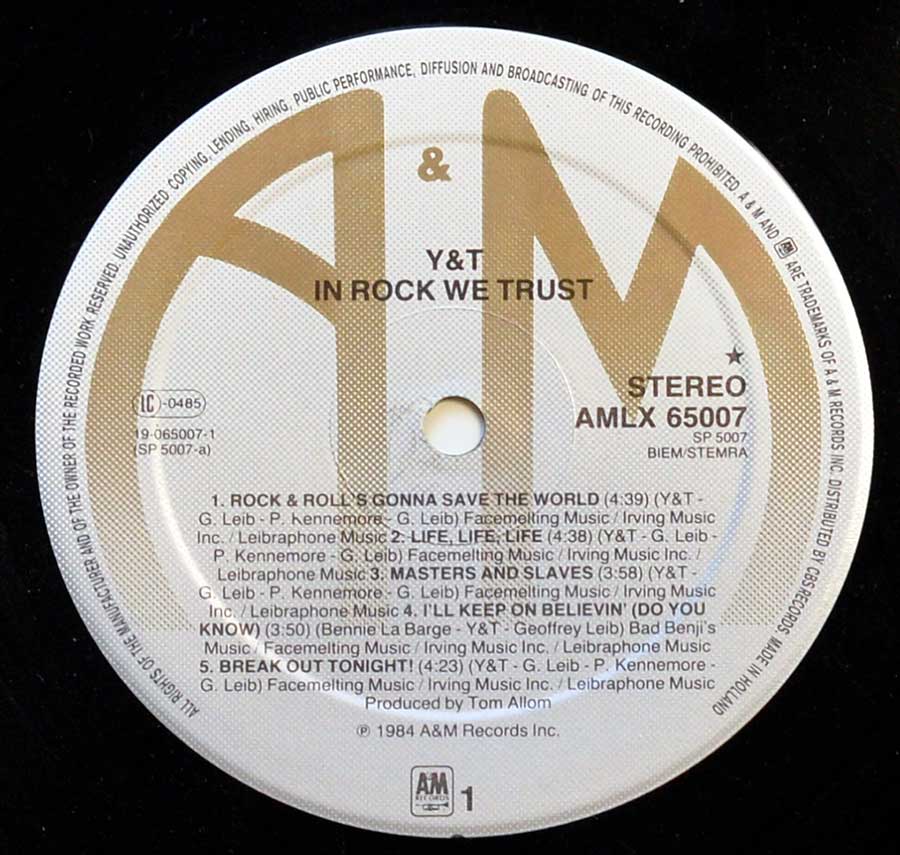 ALL RIGHTS OF THE MANUFACTURER AND OF THE OWNER OF THE RECORDED WORK RESERVED. UNAUTHORIZED COPYING, LENDING, HIRING, PUBLIC PERFORMANCE, DIFFUSION AND BROADCASTING OF THIS RECORDING PROHIBITED. A & M AND A&M RECORDS ARE TRADEMARKS OF A & M RECORDS INC. DISTRIBUTED BY CBS RECORDS MADE IN HOLLAND
A & M
Y&T
IN ROCK WE TRUST
★
STEREO
AMLX 65007
SP 5007
BIEM/STEMRA
LC -0485
19-065007-1
(SP 5007-a)
1. ROCK & ROLL'S GONNA SAVE THE WORLD (4:39) (Y&T -
G. Leib - P. Kennemore - G. Leib) Facemelting Music / Irving Music
Inc. / Leibraphone Music 2: LIFE, LIFE, LIFE (4:38) (Y&T - G. Leib -
P. Kennemore - G. Leib) Facemelting Music / Irving Music Inc. /
Leibraphone Music 3. MASTERS AND SLAVES (3:58) (Y&T -
G. Leib - P. Kennemore - G. Leib) Facemelting Music / Irving Music
Inc. / Leibraphone Music 4. I'LL KEEP ON BELIEVIN' (DO YOU
KNOW) (3:50) (Bennie La Barge - Y&T - Geoffrey Leib) Bad Benji's
Music / Facemelting Music / Irving Music Inc. / Leibraphone Music
5. BREAK OUT TONIGHT! (4:23) (Y&T - G. Leib - P. Kennemore -
G. Leib) Facemelting Music / Irving Music Inc. / Leibraphone Music
Produced by Tom Allom
℗ 1984 A&M Records Inc.
A&M
RECORDS
1